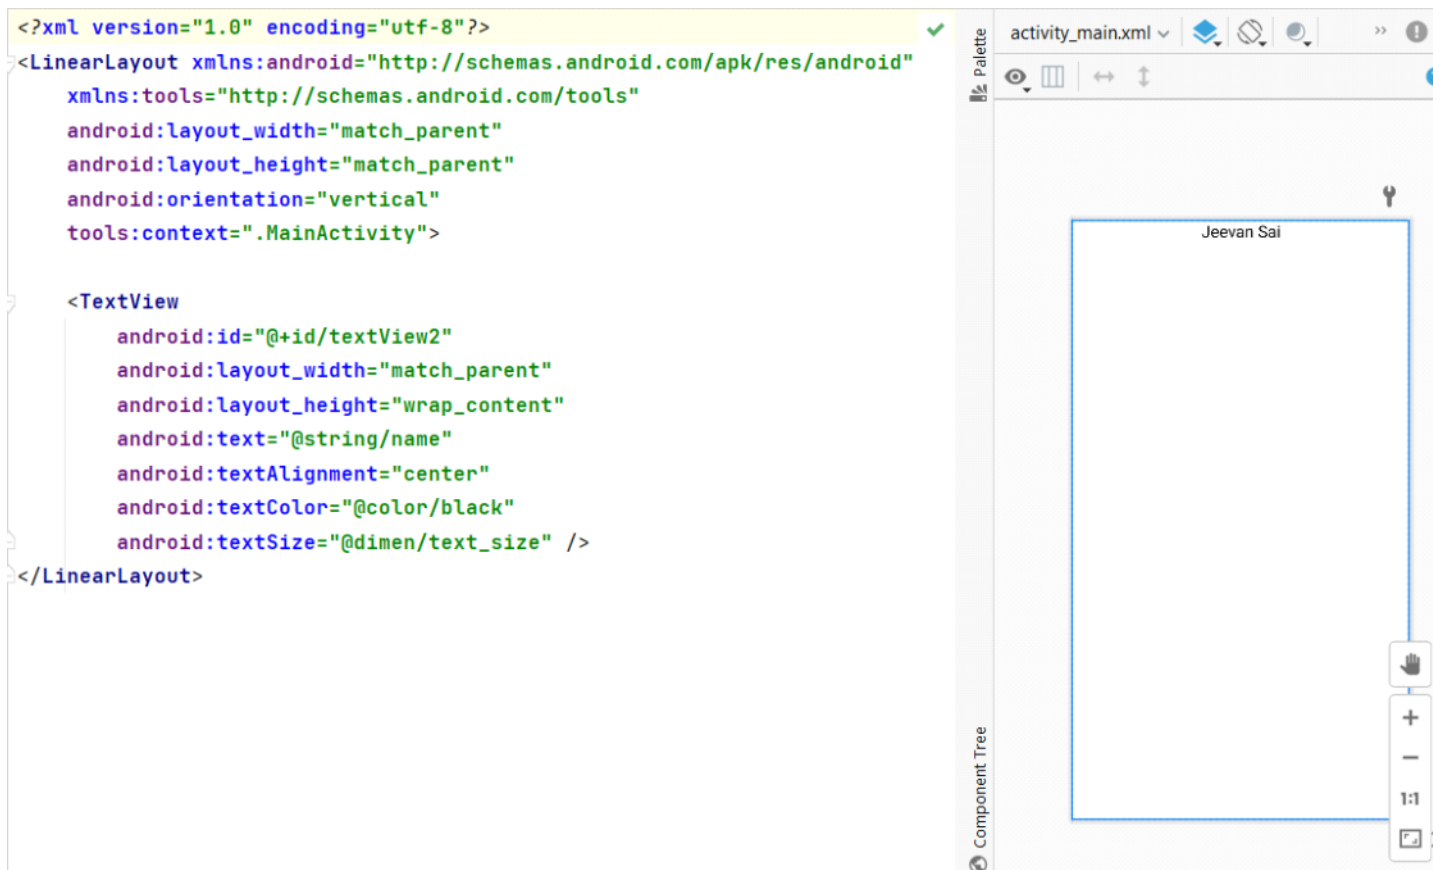 <?xml version="1.0" encoding="utf-8"?>
<LinearLayout xmlns:android="http://schemas.android.com/apk/res/android"
    xmlns:tools="http://schemas.android.com/tools"
    android:layout_width="match_parent"
    android:layout_height="match_parent"
    android:orientation="vertical"
    tools:context=".MainActivity">

    <TextView
        android:id="@+id/textView2"
        android:layout_width="match_parent"
        android:layout_height="wrap_content"
        android:text="@string/name"
        android:textAlignment="center"
        android:textColor="@color/black"
        android:textSize="@dimen/text_size" />
</LinearLayout>
Palette
Component Tree
activity_main.xml
Jeevan Sai
1:1